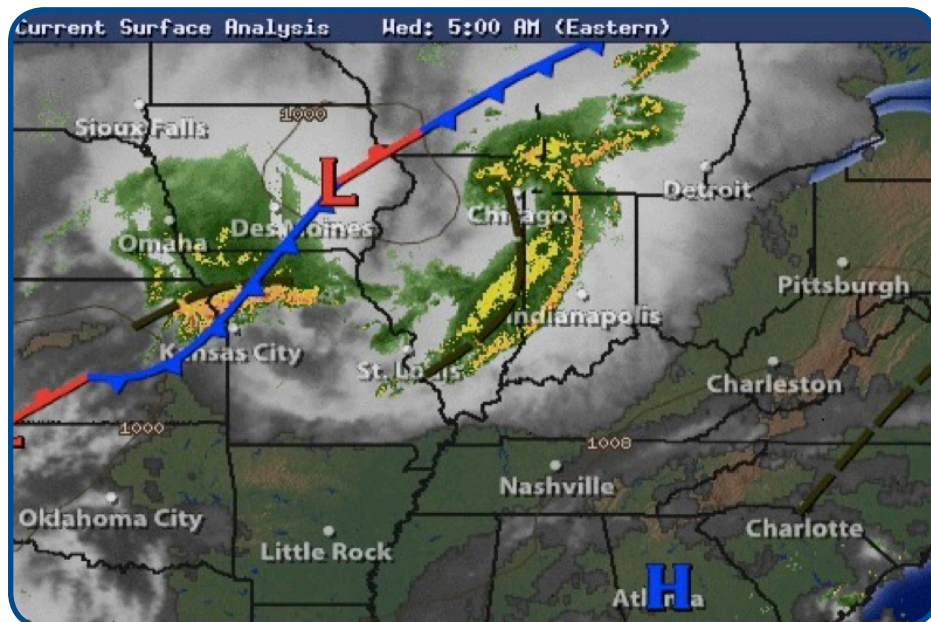 Current Surface Analysis    Wed: 5:00 AM (Eastern)
1000
Sioux Falls
L
Detroit
Chicago
Des Moines
Omaha
Pittsburgh
Indianapolis
Kansas City
St. Louis
Charleston
1000
1008
Nashville
Oklahoma City
Charlotte
Little Rock
H
Atlanta